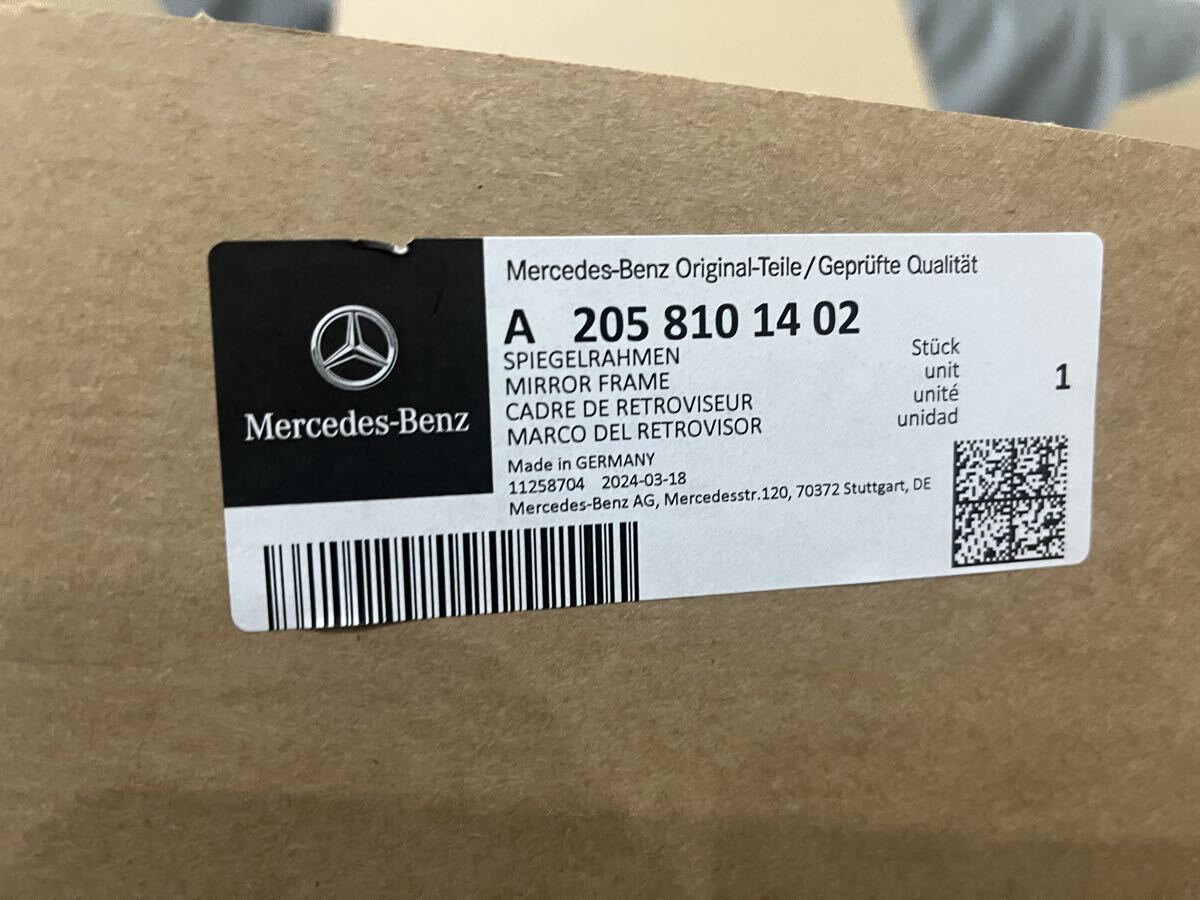 Mercedes-Benz
Mercedes-Benz Original-Teile/Geprüfte Qualität
A 205 810 14 02
SPIEGELRAHMEN
MIRROR FRAME
CADRE DE RETROVISEUR
MARCO DEL RETROVISOR
Stück
unit
unité
unidad
1
Made in GERMANY
11258704 2024-03-18
Mercedes-Benz AG, Mercedesstr.120, 70372 Stuttgart, DE